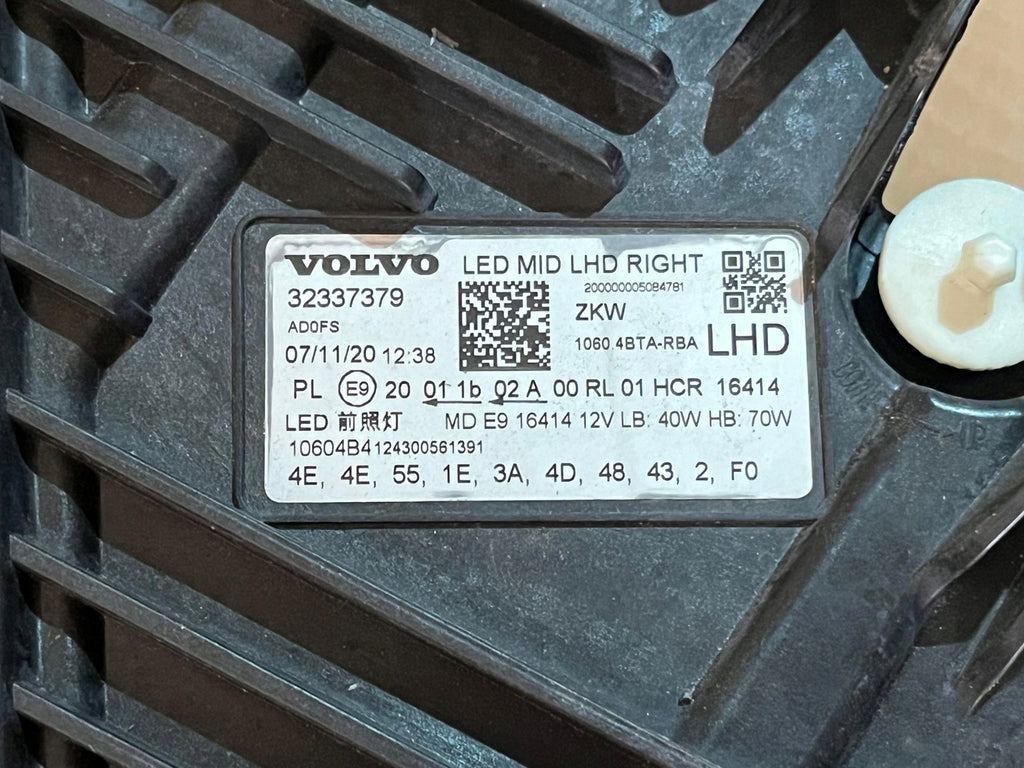 VOLVO LED MID LHD RIGHT
32337379
200000005084781
AD0FS
ZKW
07/11/20 12:38
1060.4BTA-RBA LHD
PL E9 20 01 1b 02 A 00 RL 01 HCR 16414
LED 前照灯 MD E9 16414 12V LB: 40W HB: 70W
10604B4124300561391
4E, 4E, 55, 1E, 3A, 4D, 48, 43, 2, F0